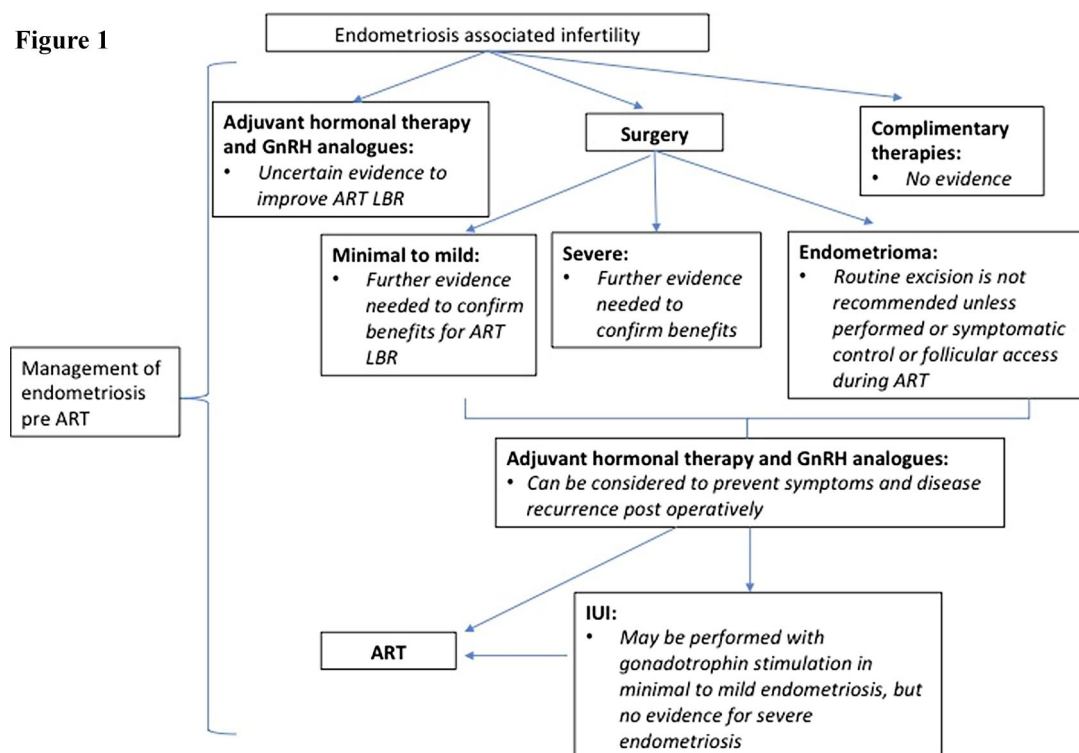 Figure 1
Endometriosis associated infertility
Adjuvant hormonal therapy
and GnRH analogues:
• Uncertain evidence to
improve ART LBR
Surgery
Complimentary
therapies:
• No evidence
Minimal to mild:
• Further evidence
needed to confirm
benefits for ART
LBR
Severe:
• Further evidence
needed to
confirm benefits
Endometrioma:
• Routine excision is not
recommended unless
performed or symptomatic
control or follicular access
during ART
Management of
endometriosis
pre ART
Adjuvant hormonal therapy and GnRH analogues:
• Can be considered to prevent symptoms and disease
recurrence post operatively
ART
IUI:
• May be performed with
gonadotrophin stimulation in
minimal to mild endometriosis, but
no evidence for severe
endometriosis